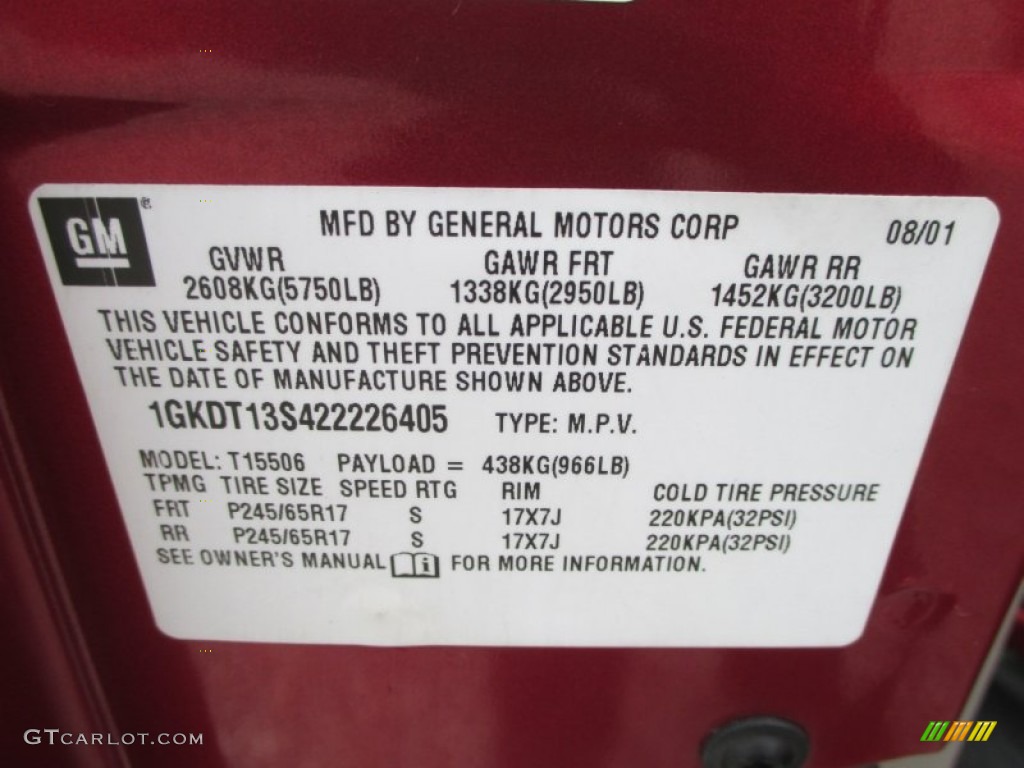 GM
MFD BY GENERAL MOTORS CORP 08/01
GVWR GAWR FRT GAWR RR
2608KG(5750LB) 1338KG(2950LB) 1452KG(3200LB)
THIS VEHICLE CONFORMS TO ALL APPLICABLE U.S. FEDERAL MOTOR
VEHICLE SAFETY AND THEFT PREVENTION STANDARDS IN EFFECT ON
THE DATE OF MANUFACTURE SHOWN ABOVE.
1GKDT13S422226405 TYPE: M.P.V.
MODEL: T15506 PAYLOAD = 438KG(966LB)
TPMG TIRE SIZE SPEED RTG RIM COLD TIRE PRESSURE
FRT P245/65R17 S 17X7J 220KPA(32PSI)
RR P245/65R17 S 17X7J 220KPA(32PSI)
SEE OWNER'S MANUAL i FOR MORE INFORMATION.
GTCARLOT.COM